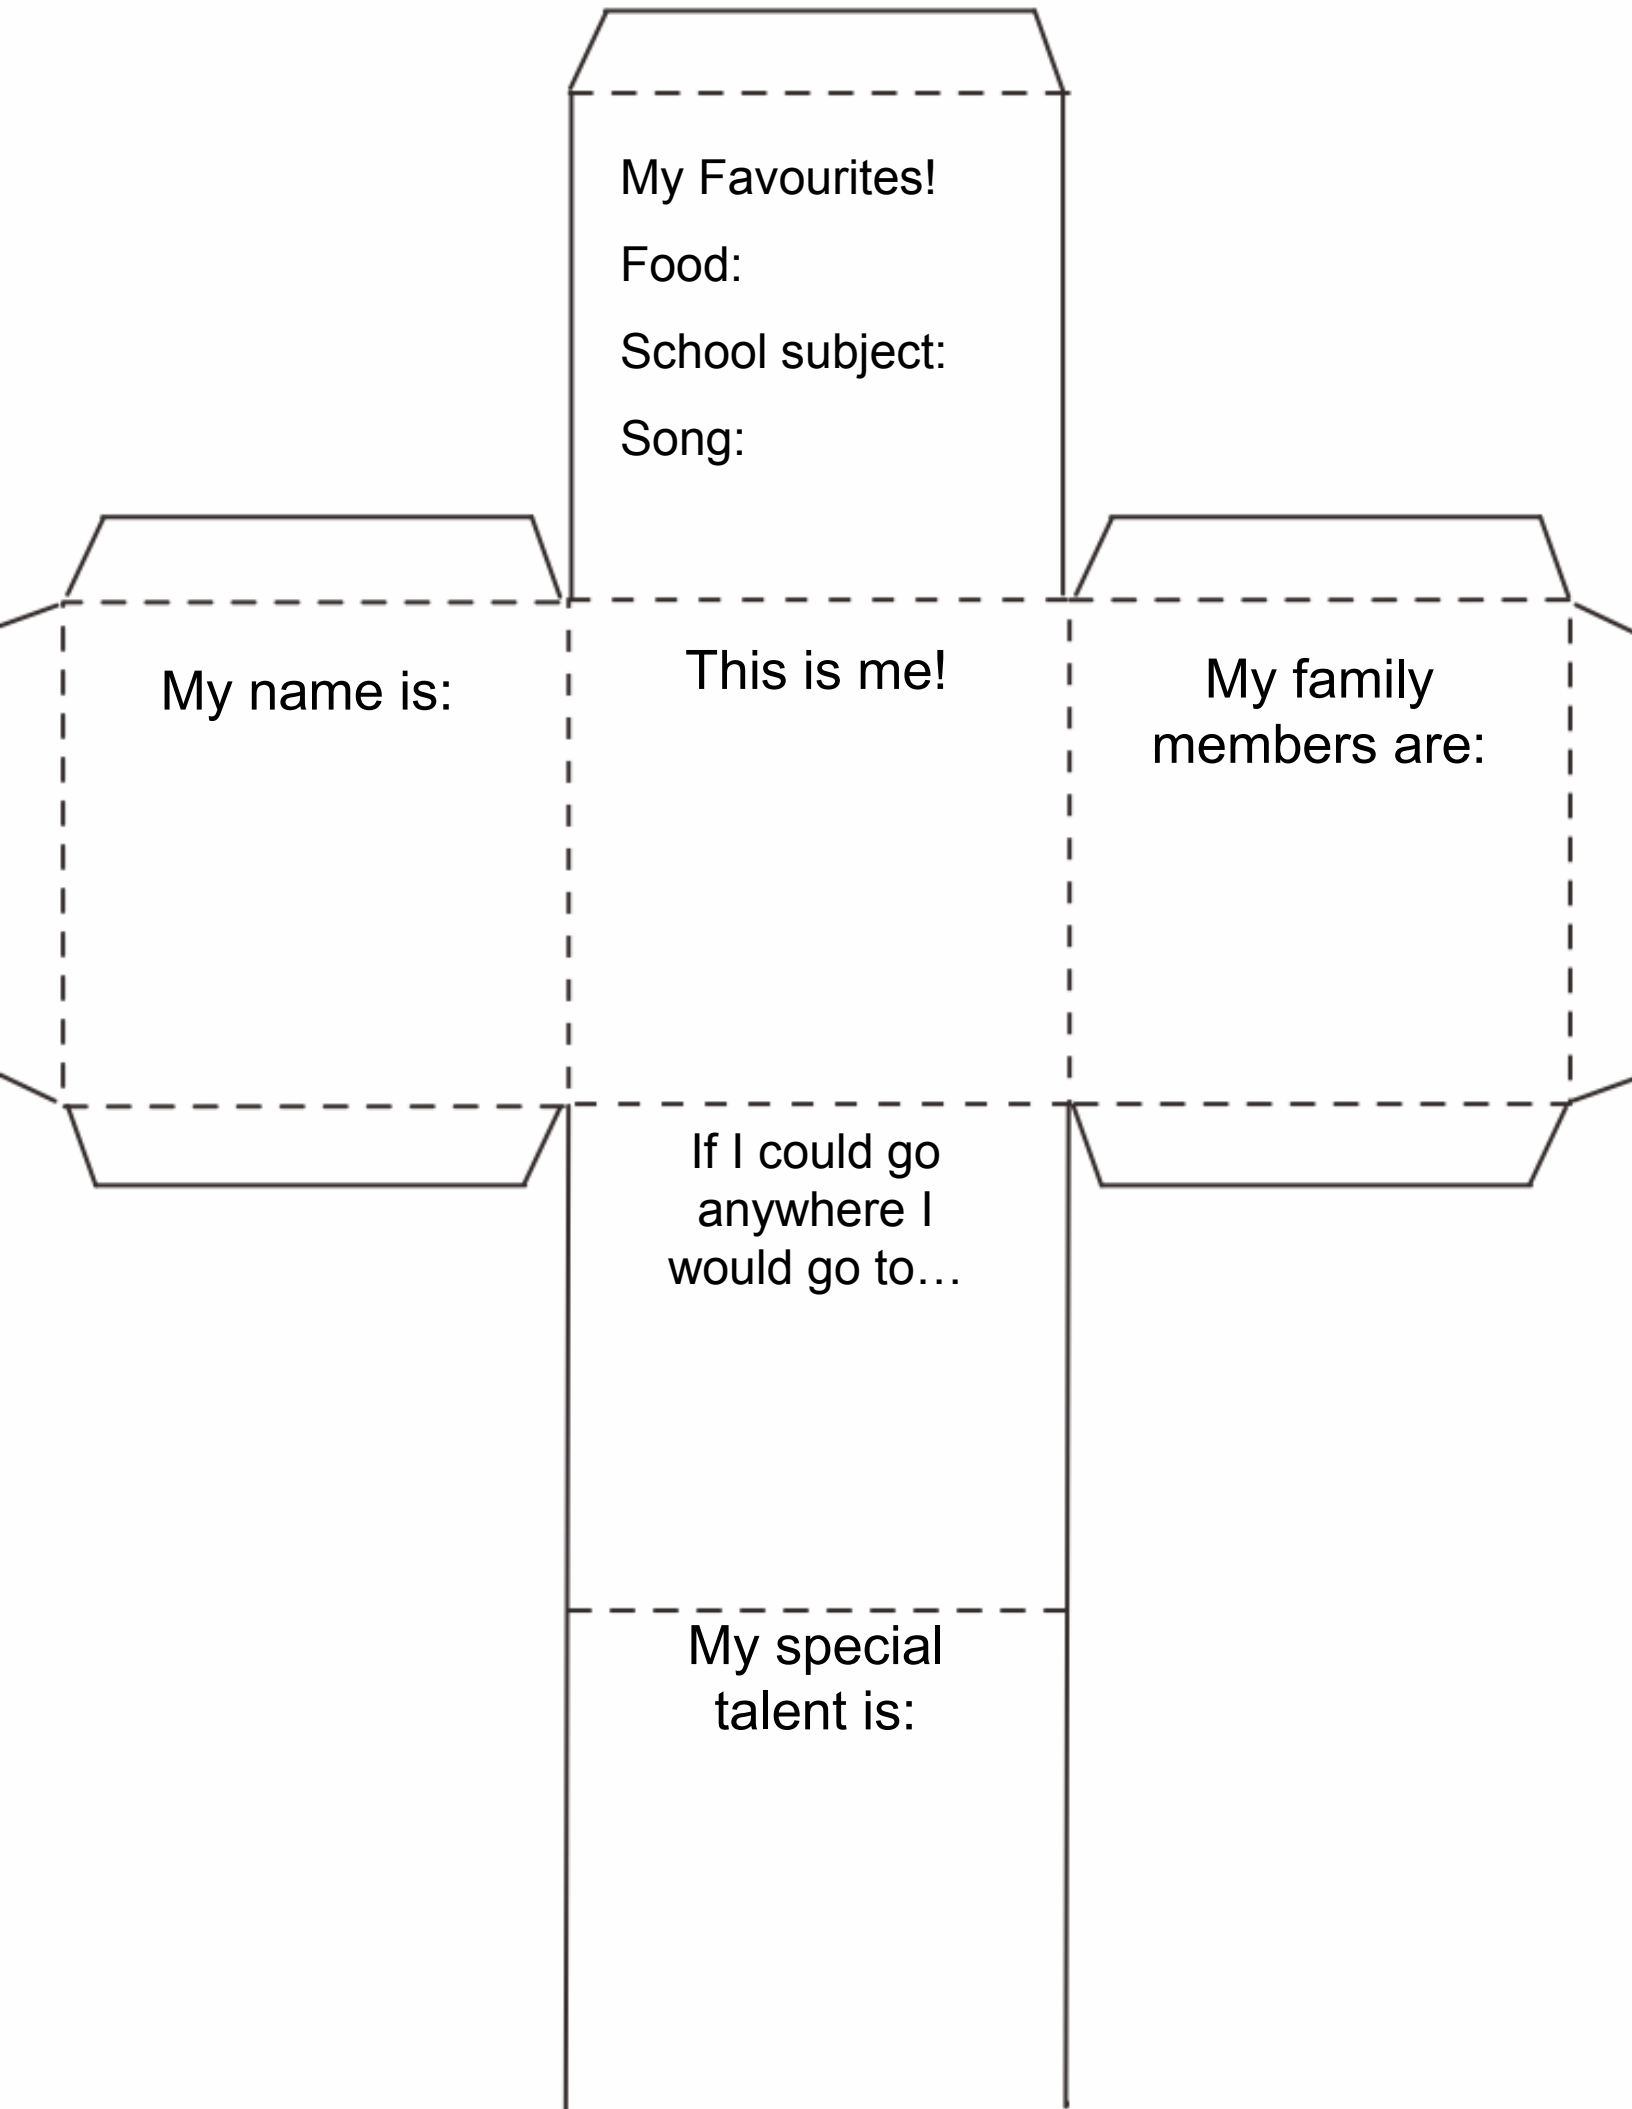 My Favourites!
Food:
School subject:
Song:
My name is:
This is me!
My family
members are:
If I could go
anywhere I
would go to…
My special
talent is: